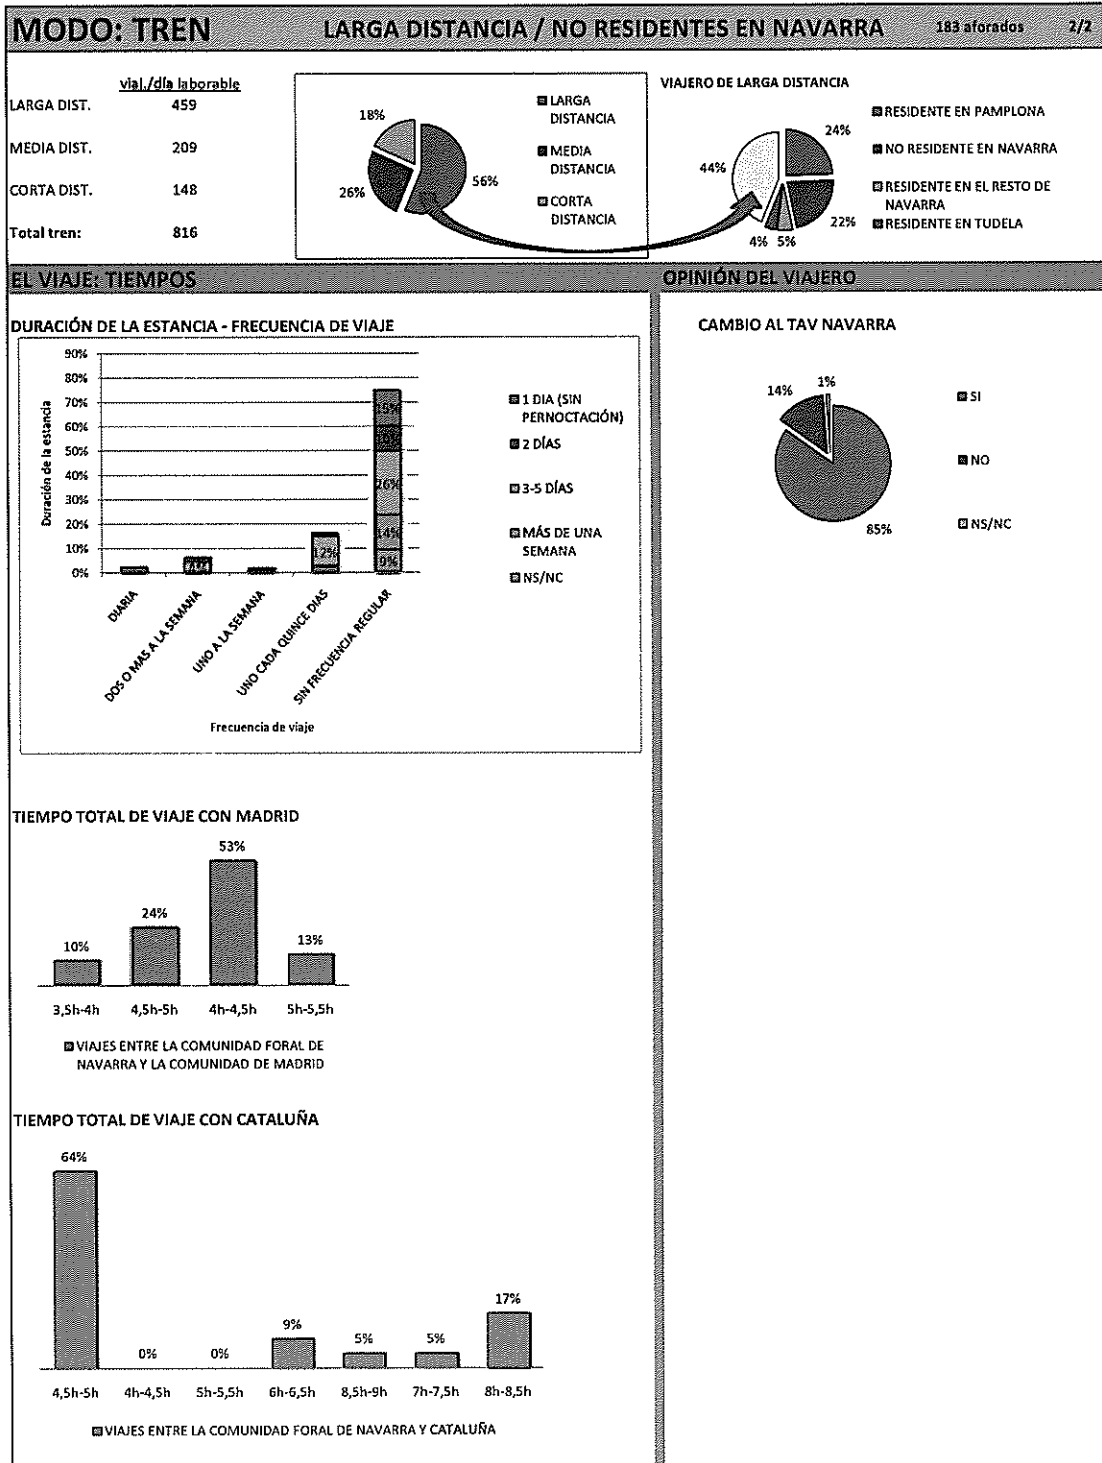 MODO: TREN LARGA DISTANCIA / NO RESIDENTES EN NAVARRA 183 aforados 2/2
viaj./día laborable
LARGA DIST. 459
MEDIA DIST. 209
CORTA DIST. 148
Total tren: 816
18%
26%
56%
LARGA
DISTANCIA
MEDIA
DISTANCIA
CORTA
DISTANCIA
VIAJERO DE LARGA DISTANCIA
44%
24%
22%
5%
4%
RESIDENTE EN PAMPLONA
NO RESIDENTE EN NAVARRA
RESIDENTE EN EL RESTO DE
NAVARRA
RESIDENTE EN TUDELA
EL VIAJE: TIEMPOS
OPINIÓN DEL VIAJERO
DURACIÓN DE LA ESTANCIA - FRECUENCIA DE VIAJE
90%
80%
70%
60%
50%
40%
30%
20%
10%
0%
Duración de la estancia
12%
15%
10%
26%
14%
9%
DIARIA
DOS O MAS A LA SEMANA
UNO A LA SEMANA
UNO CADA QUINCE DIAS
SIN FRECUENCIA REGULAR
Frecuencia de viaje
1 DIA (SIN
PERNOCTACIÓN)
2 DÍAS
3-5 DÍAS
MÁS DE UNA
SEMANA
NS/NC
CAMBIO AL TAV NAVARRA
14%
1%
85%
SI
NO
NS/NC
TIEMPO TOTAL DE VIAJE CON MADRID
10% 24% 53% 13%
3,5h-4h 4,5h-5h 4h-4,5h 5h-5,5h
VIAJES ENTRE LA COMUNIDAD FORAL DE
NAVARRA Y LA COMUNIDAD DE MADRID
TIEMPO TOTAL DE VIAJE CON CATALUÑA
64% 0% 0% 9% 5% 5% 17%
4,5h-5h 4h-4,5h 5h-5,5h 6h-6,5h 8,5h-9h 7h-7,5h 8h-8,5h
VIAJES ENTRE LA COMUNIDAD FORAL DE NAVARRA Y CATALUÑA